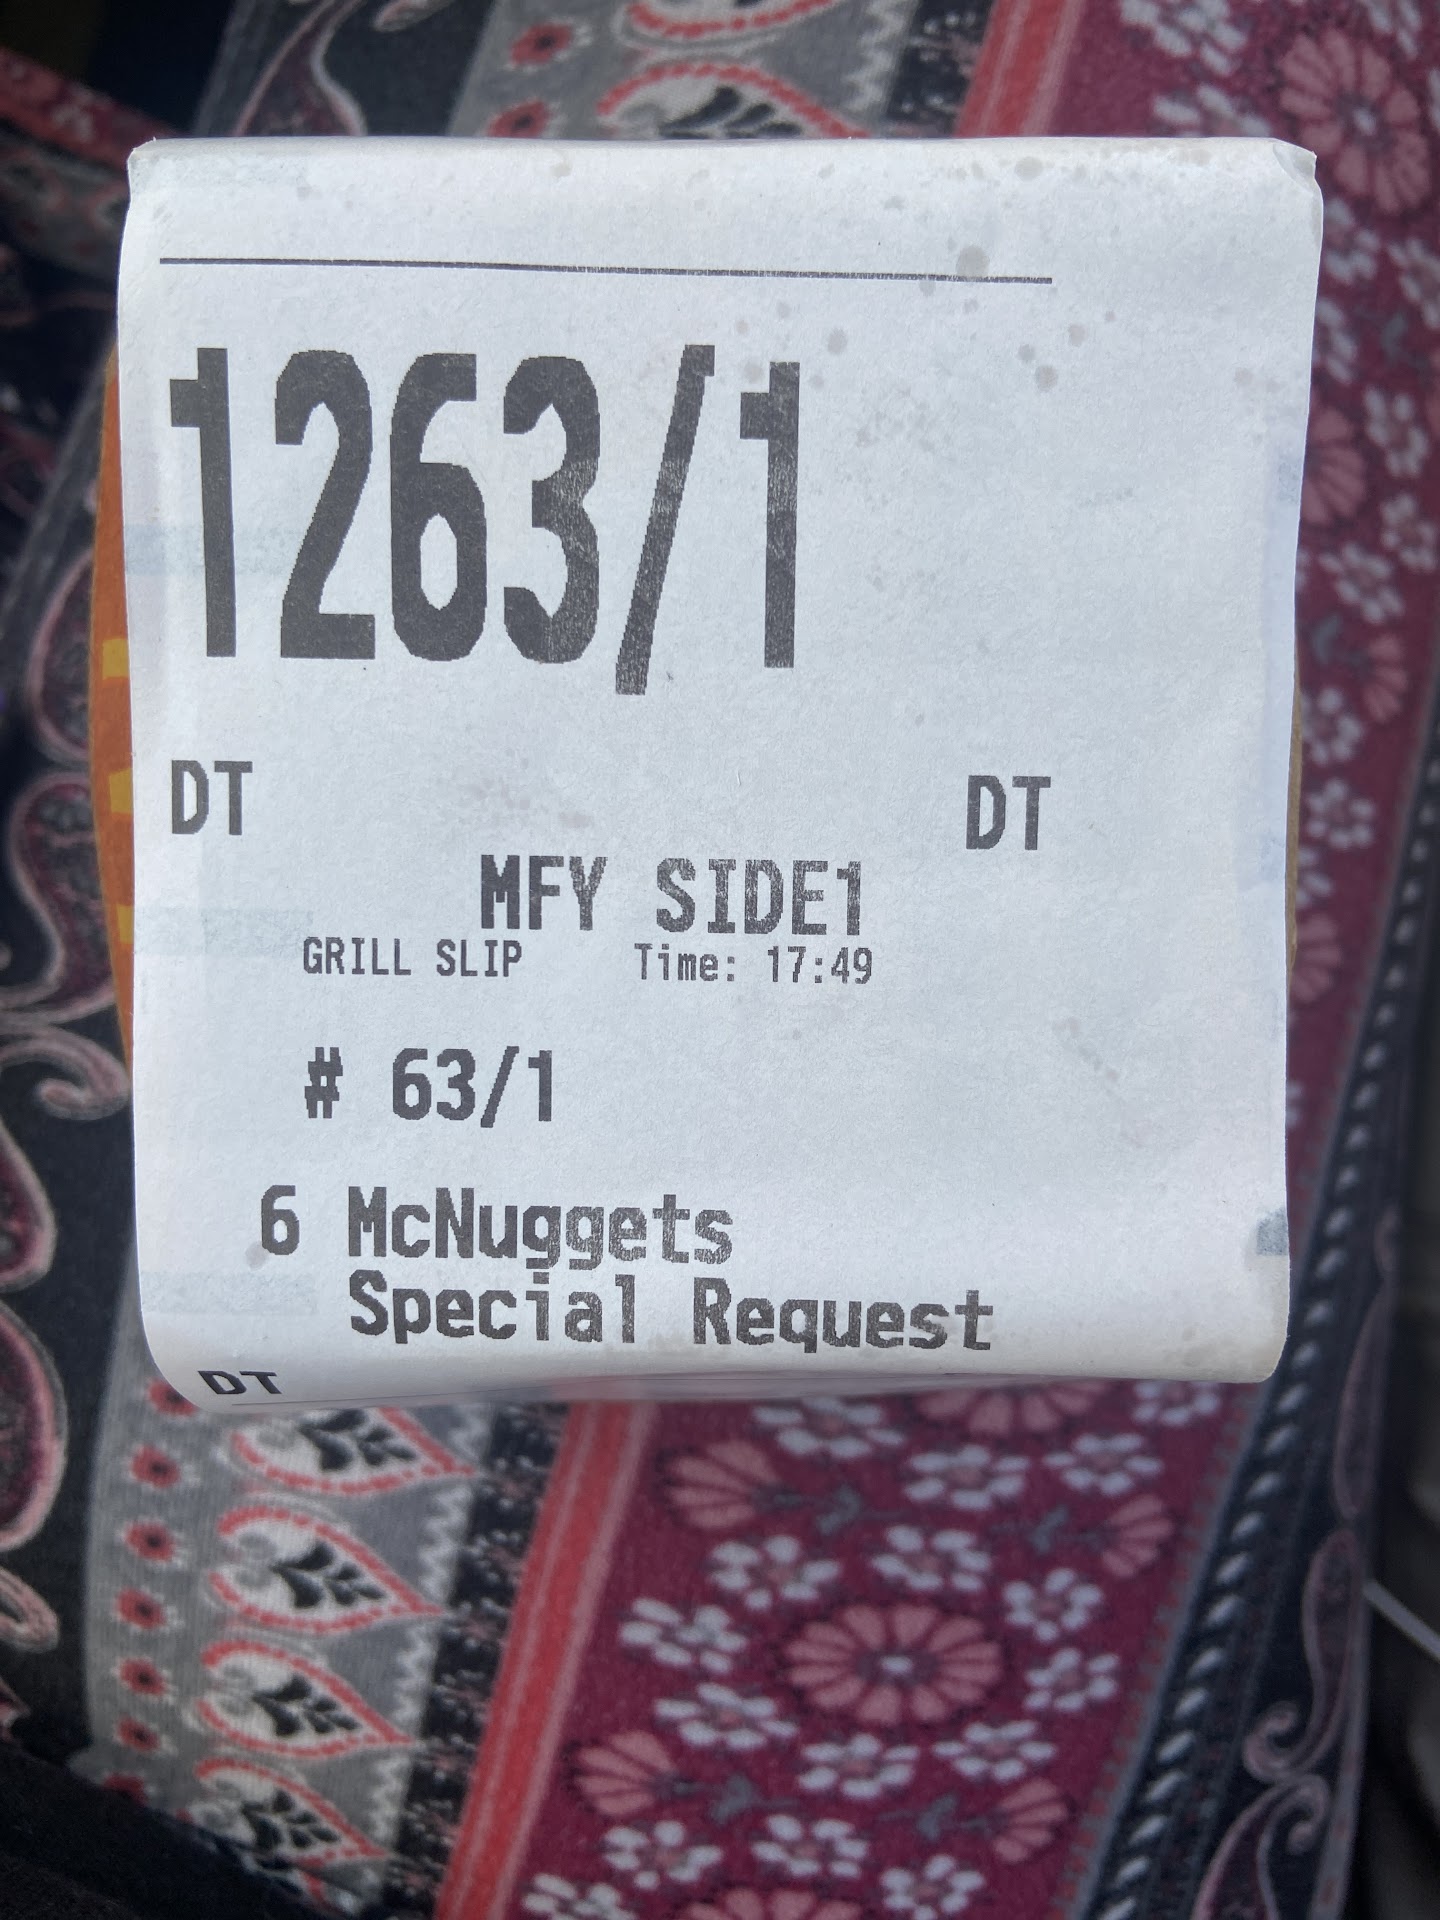 1263/1
DT DT
MFY SIDE1
GRILL SLIP Time: 17:49
# 63/1
6 McNuggets
Special Request
DT